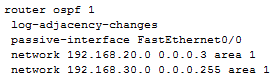 router ospf 1
log-adjacency-changes
passive-interface FastEthernet0/0
network 192.168.20.0 0.0.0.3 area 1
network 192.168.30.0 0.0.0.255 area 1